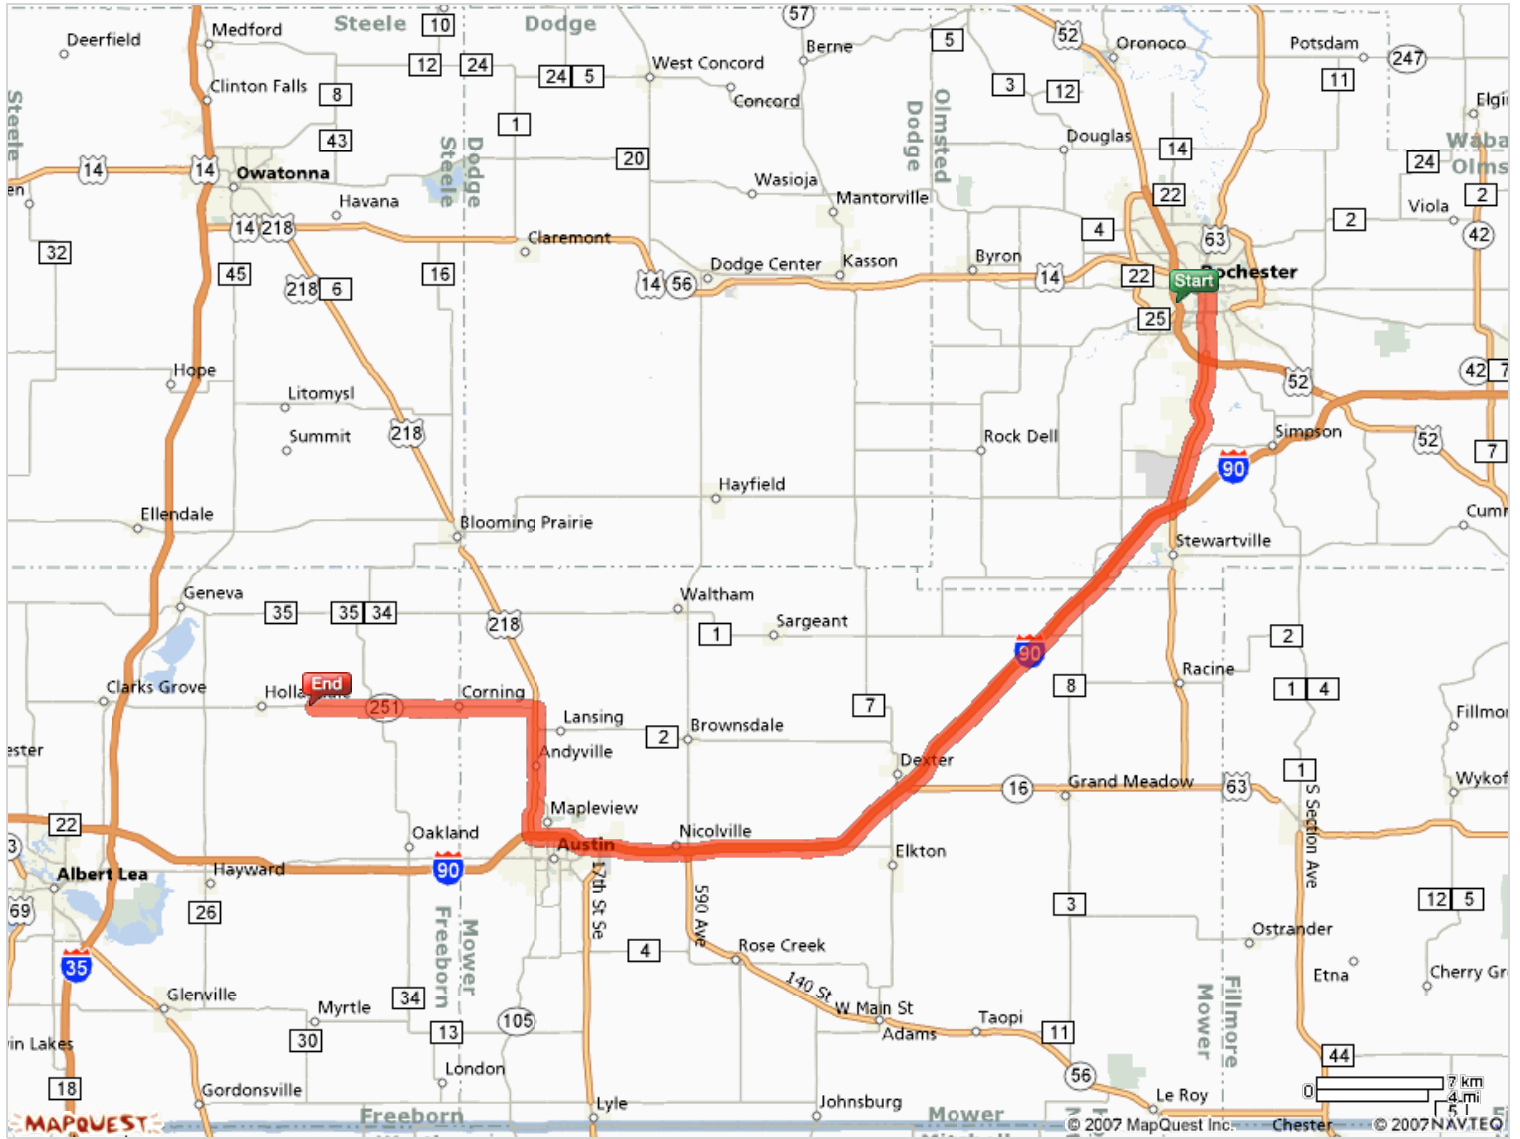 Steele
10
Dodge
57
52
Deerfield
Medford
Berne
5
Oronoco
Potsdam
247
12
24
24
5
West Concord
11
Clinton Falls
8
Concord
3
12
Steele
Dodge
Olmsted
1
43
Steele
Dodge
Douglas
14
14
14
20
24
Owatonna
Wasioja
22
2
Havana
Mantorville
Viola
4
2
42
14
218
Claremont
63
32
45
16
Dodge Center
Kasson
Byron
14
22
Rochester
Start
218
6
14
56
25
Hope
52
42
7
Litomysl
218
Summit
Rock Dell
Simpson
52
90
7
Hayfield
Ellendale
Blooming Prairie
Stewartville
Geneva
35
35
34
218
Waltham
1
Sargeant
2
90
Racine
Clarks Grove
End
251
Corning
8
1
4
7
Lansing
2
Brownsdale
Andyville
Dexter
1
16
Grand Meadow
63
S Section Ave
Mapleview
22
Oakland
Austin
Nicolville
Elkton
Albert Lea
Hayward
90
17th St Se
590 Ave
12
5
69
26
3
Mower
Freeborn
4
Rose Creek
Ostrander
35
140 St
Etna
Glenville
34
W Main St
Fillmore
Mower
Myrtle
105
Adams
Taopi
11
30
13
44
18
London
56
Gordonsville
0
7 km
4 mi
Le Roy
5
MAPQUEST
Freeborn
Lyle
Johnsburg
Mower
© 2007 MapQuest Inc.
Chester
© 2007 NAVTEQ